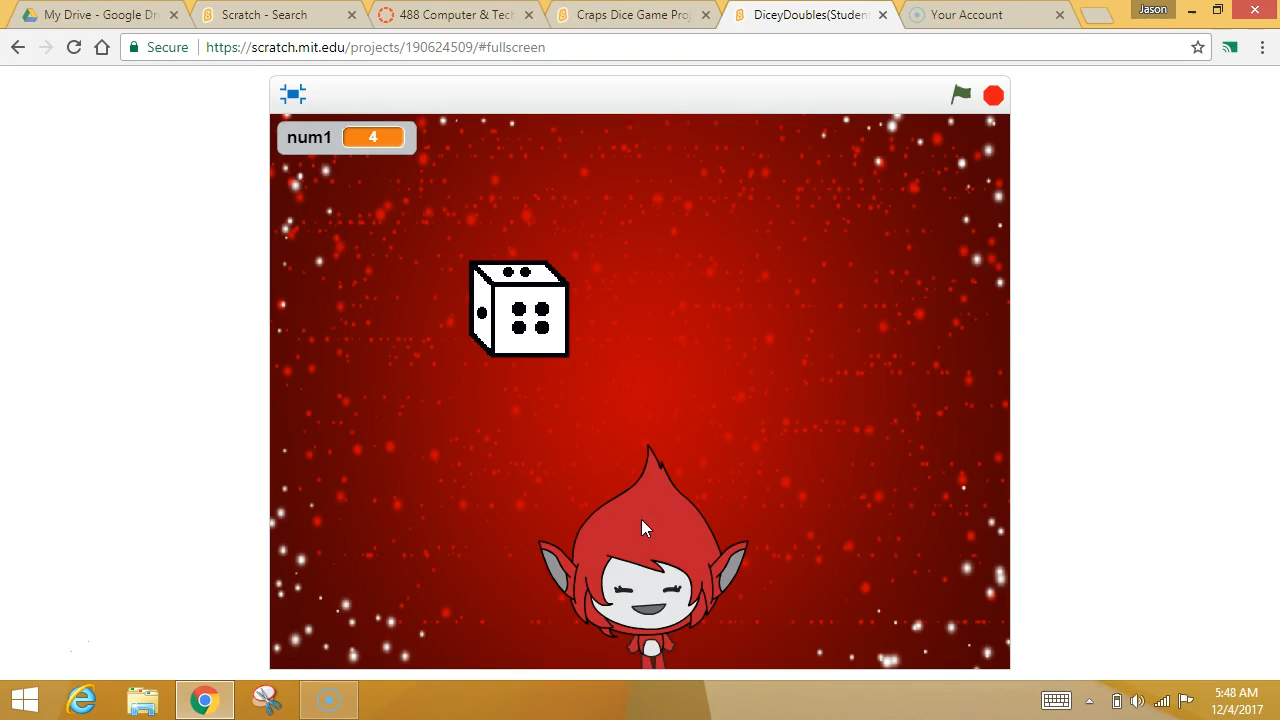 My Drive - Google Dr
Scratch - Search
488 Computer & Tech
Craps Dice Game Proj
DiceyDoubles(Studen
Your Account
Jason
Secure
https://scratch.mit.edu/projects/190624509/#fullscreen
num1 4
5:48 AM
12/4/2017